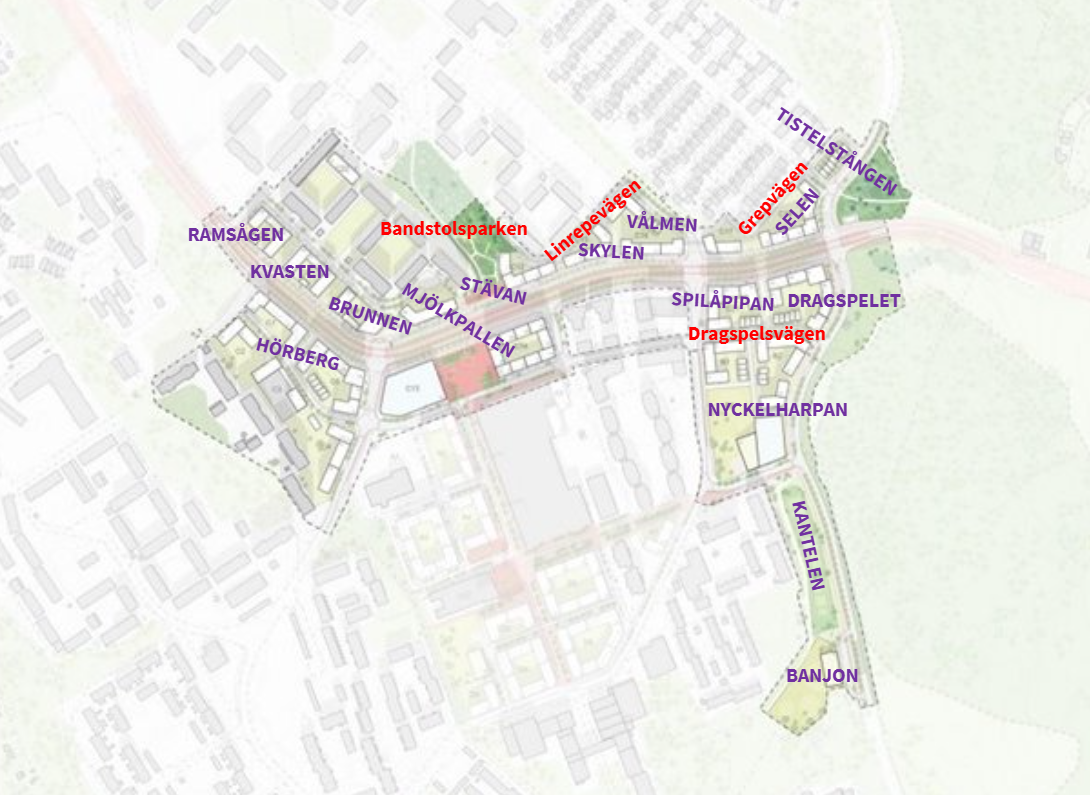 TISTELSTÅNGEN
Grepvägen
SELEN
Linrepevägen
VÅLMEN
Bandstolsparken
RAMSÅGEN
SKYLEN
KVASTEN
STÄVAN
MJÖLKPALLEN
BRUNNEN
SPILÅPIPAN
DRAGSPELET
Dragspelsvägen
HÖRBERG
NYCKELHARPAN
KANTELEN
BANJON